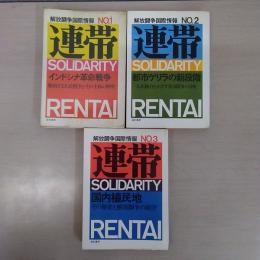 解放闘争国際情報 NO.1
連帯
SOLIDARITY
インドシナ革命戦争
RENTAI
解放闘争国際情報 NO.2
連帯
SOLIDARITY
都市ゲリラの新段階
RENTAI
解放闘争国際情報 NO.3
連帯
SOLIDARITY
国内植民地
RENTAI